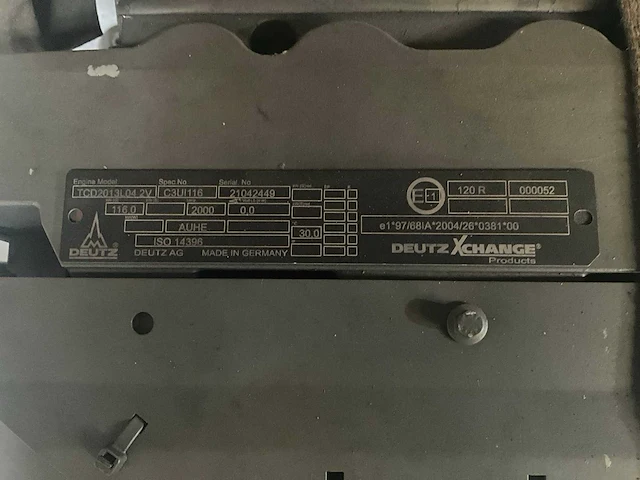 Engine Model Spec.No Serial. No
TCD2013L04 2V C3UI116 21042449
116.0 2000 0,0
AUHE 30.0
ISO 14396
DEUTZ DEUTZ AG MADE IN GERMANY
E 1 120 R 000052
e1*97/68IA*2004/26*0381*00
DEUTZ XCHANGE®
Products